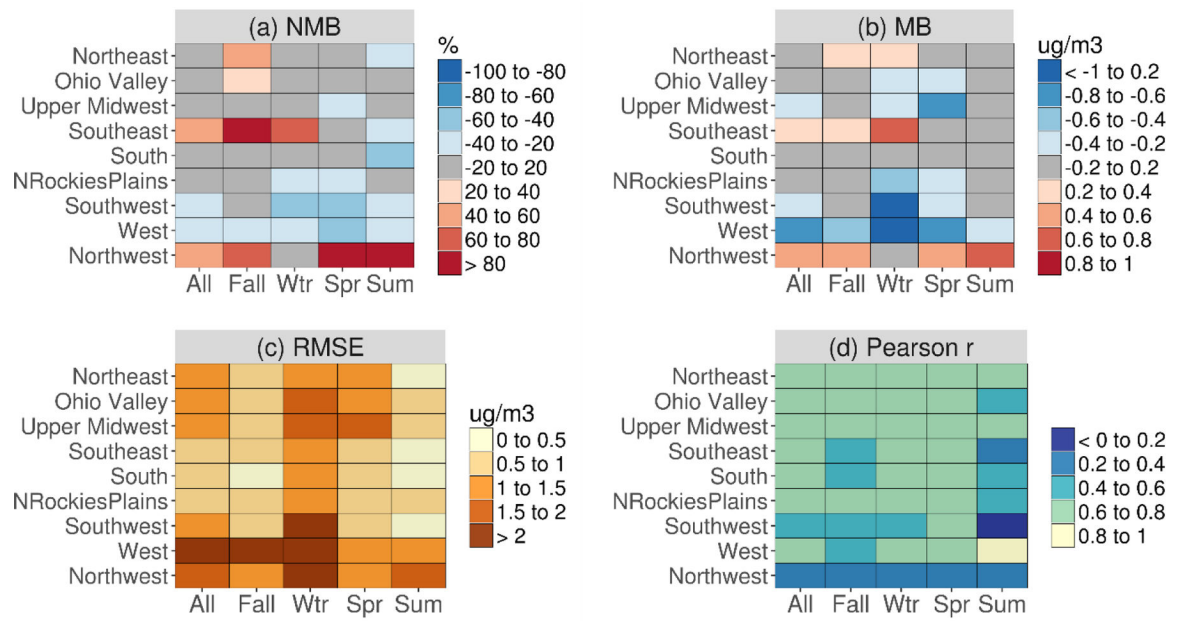 (a) NMB
Northeast
Ohio Valley
Upper Midwest
Southeast
South
NRockiesPlains
Southwest
West
Northwest
All Fall Wtr Spr Sum
%
-100 to -80
-80 to -60
-60 to -40
-40 to -20
-20 to 20
20 to 40
40 to 60
60 to 80
> 80
(b) MB
Northeast
Ohio Valley
Upper Midwest
Southeast
South
NRockiesPlains
Southwest
West
Northwest
All Fall Wtr Spr Sum
ug/m3
< -1 to 0.2
-0.8 to -0.6
-0.6 to -0.4
-0.4 to -0.2
-0.2 to 0.2
0.2 to 0.4
0.4 to 0.6
0.6 to 0.8
0.8 to 1
(c) RMSE
Northeast
Ohio Valley
Upper Midwest
Southeast
South
NRockiesPlains
Southwest
West
Northwest
All Fall Wtr Spr Sum
ug/m3
0 to 0.5
0.5 to 1
1 to 1.5
1.5 to 2
> 2
(d) Pearson r
Northeast
Ohio Valley
Upper Midwest
Southeast
South
NRockiesPlains
Southwest
West
Northwest
All Fall Wtr Spr Sum
< 0 to 0.2
0.2 to 0.4
0.4 to 0.6
0.6 to 0.8
0.8 to 1